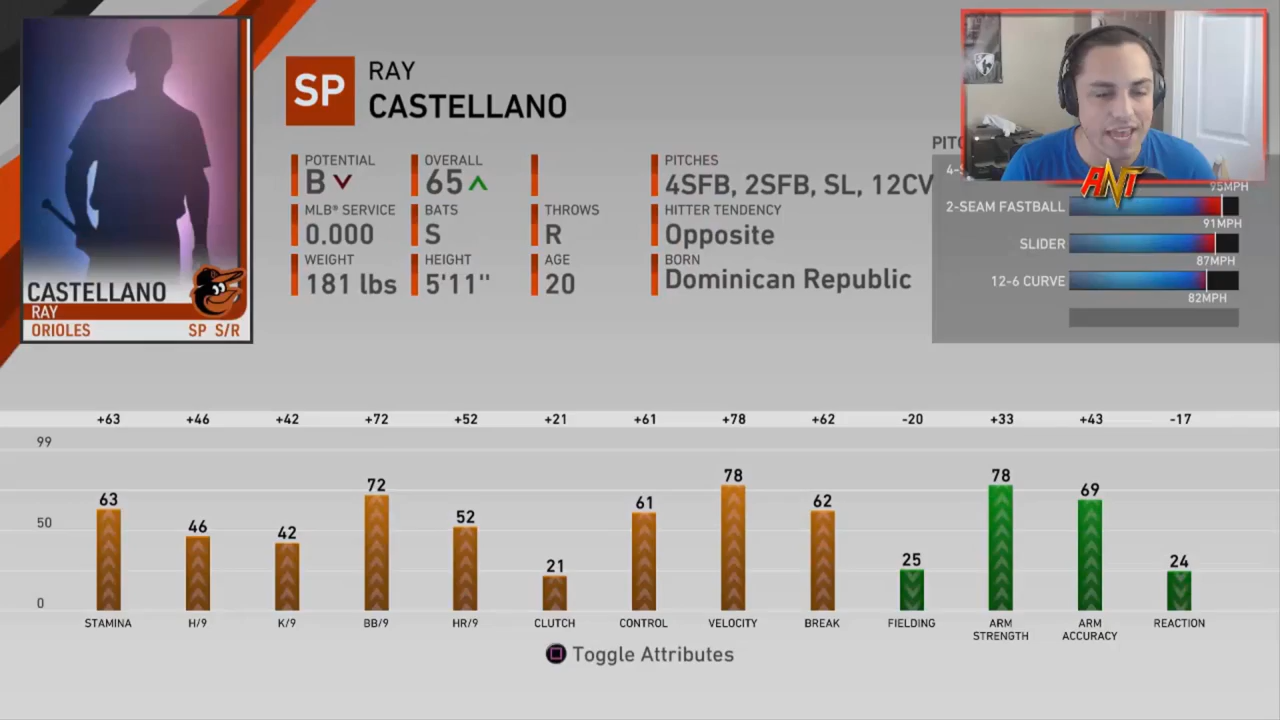 SP
RAY
CASTELLANO
POTENTIAL
B
OVERALL
65
PITCHES
4SFB, 2SFB, SL, 12CV
MLB® SERVICE
0.000
BATS
S
THROWS
R
HITTER TENDENCY
Opposite
WEIGHT
181 lbs
HEIGHT
5'11"
AGE
20
BORN
Dominican Republic
CASTELLANO
RAY
ORIOLES SP S/R
ANT
95MPH
2-SEAM FASTBALL
91MPH
SLIDER
87MPH
12-6 CURVE
82MPH
+63 +46 +42 +72 +52 +21 +61 +78 +62 -20 +33 +43 -17
99
50
0
63 46 42 72 52 21 61 78 62 25 78 69 24
STAMINA H/9 K/9 BB/9 HR/9 CLUTCH CONTROL VELOCITY BREAK FIELDING ARM STRENGTH ARM ACCURACY REACTION
Toggle Attributes